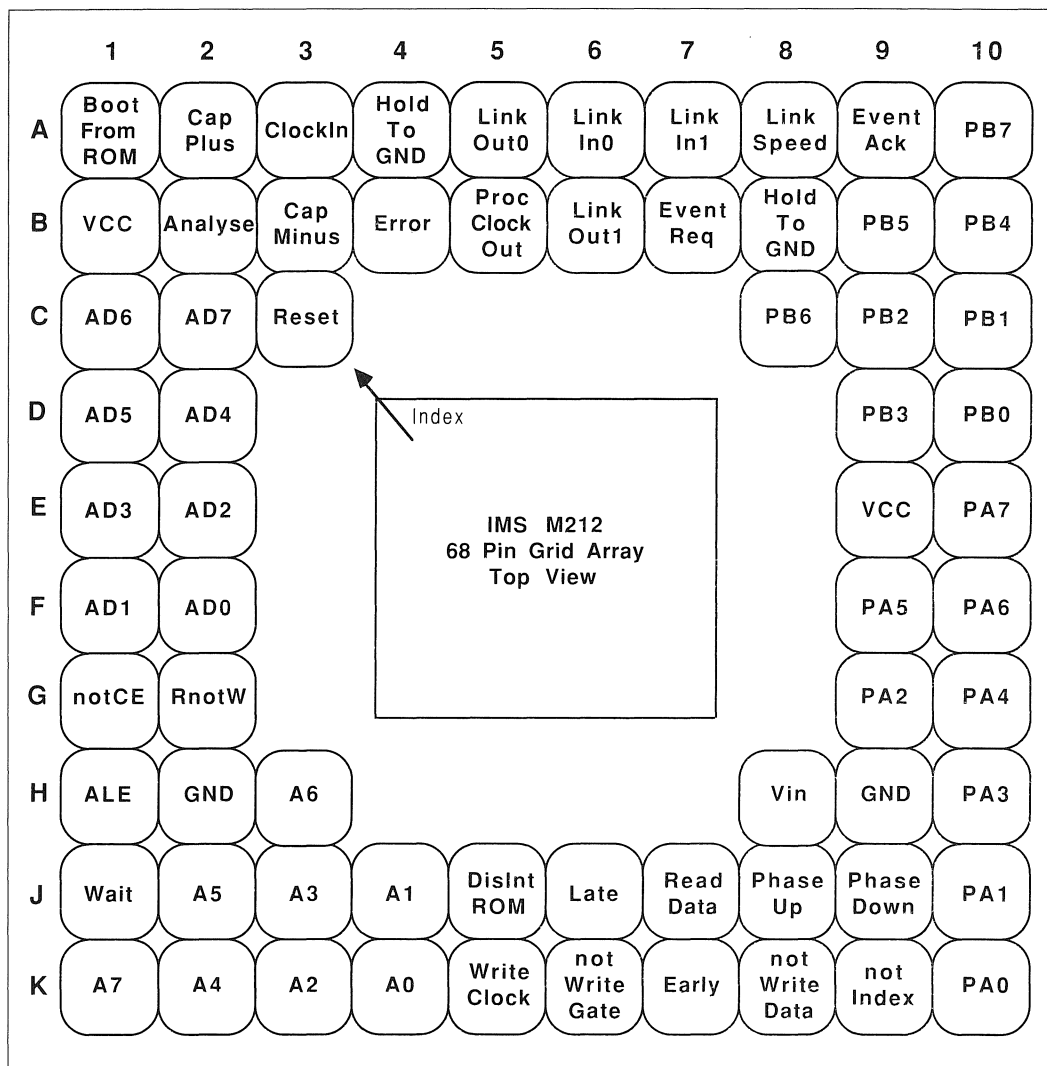 1 2 3 4 5 6 7 8 9 10
A Boot From ROM Cap Plus ClockIn Hold To GND Link Out0 Link In0 Link In1 Link Speed Event Ack PB7
B VCC Analyse Cap Minus Error Proc Clock Out Link Out1 Event Req Hold To GND PB5 PB4
C AD6 AD7 Reset PB6 PB2 PB1
D AD5 AD4 PB3 PB0
Index
E AD3 AD2 VCC PA7
IMS M212
68 Pin Grid Array
Top View
F AD1 AD0 PA5 PA6
G notCE RnotW PA2 PA4
H ALE GND A6 Vin GND PA3
J Wait A5 A3 A1 DisInt ROM Late Read Data Phase Up Phase Down PA1
K A7 A4 A2 A0 Write Clock not Write Gate Early not Write Data not Index PA0